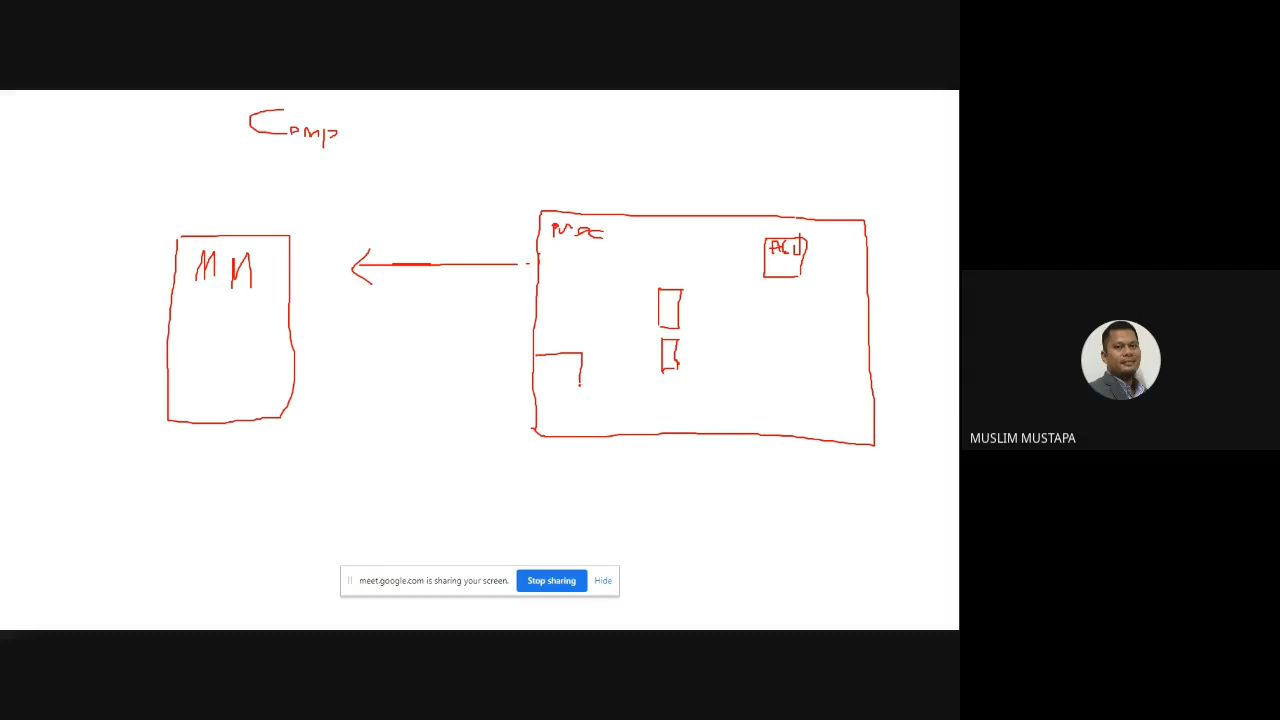 Comp
MM
ALU
meet.google.com is sharing your screen. Stop sharing Hide
MUSLIM MUSTAPA